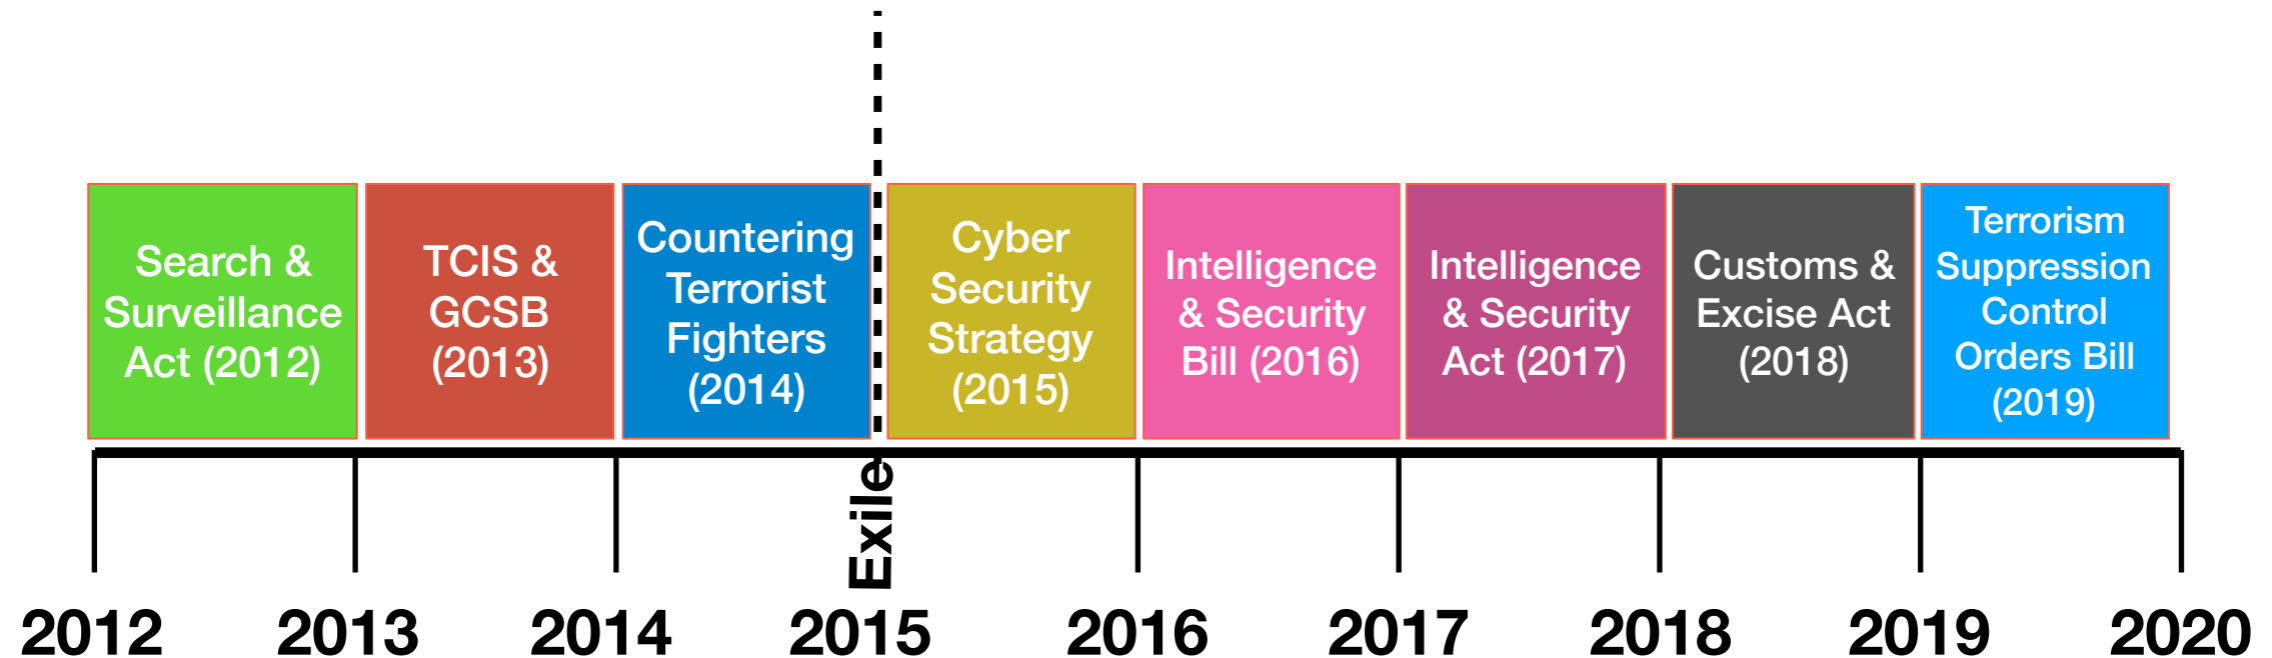 Search &
Surveillance
Act (2012)
TCIS &
GCSB
(2013)
Countering
Terrorist
Fighters
(2014)
Cyber
Security
Strategy
(2015)
Intelligence
& Security
Bill (2016)
Intelligence
& Security
Act (2017)
Customs &
Excise Act
(2018)
Terrorism
Suppression
Control
Orders Bill
(2019)
Exile
2012 2013 2014 2015 2016 2017 2018 2019 2020